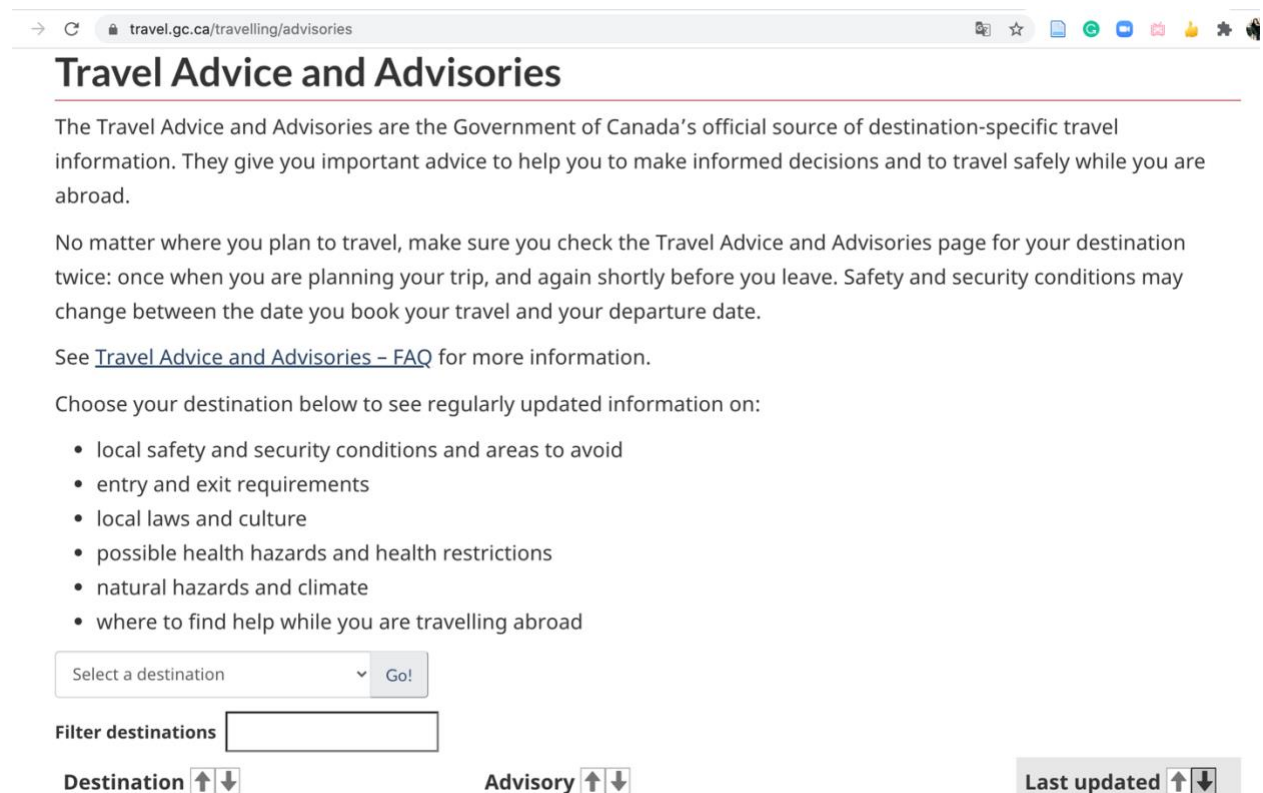 travel.gc.ca/travelling/advisories
Travel Advice and Advisories
The Travel Advice and Advisories are the Government of Canada’s official source of destination-specific travel
information. They give you important advice to help you to make informed decisions and to travel safely while you are
abroad.
No matter where you plan to travel, make sure you check the Travel Advice and Advisories page for your destination
twice: once when you are planning your trip, and again shortly before you leave. Safety and security conditions may
change between the date you book your travel and your departure date.
See Travel Advice and Advisories – FAQ for more information.
Choose your destination below to see regularly updated information on:
• local safety and security conditions and areas to avoid
• entry and exit requirements
• local laws and culture
• possible health hazards and health restrictions
• natural hazards and climate
• where to find help while you are travelling abroad
Select a destination Go!
Filter destinations
Destination Advisory Last updated